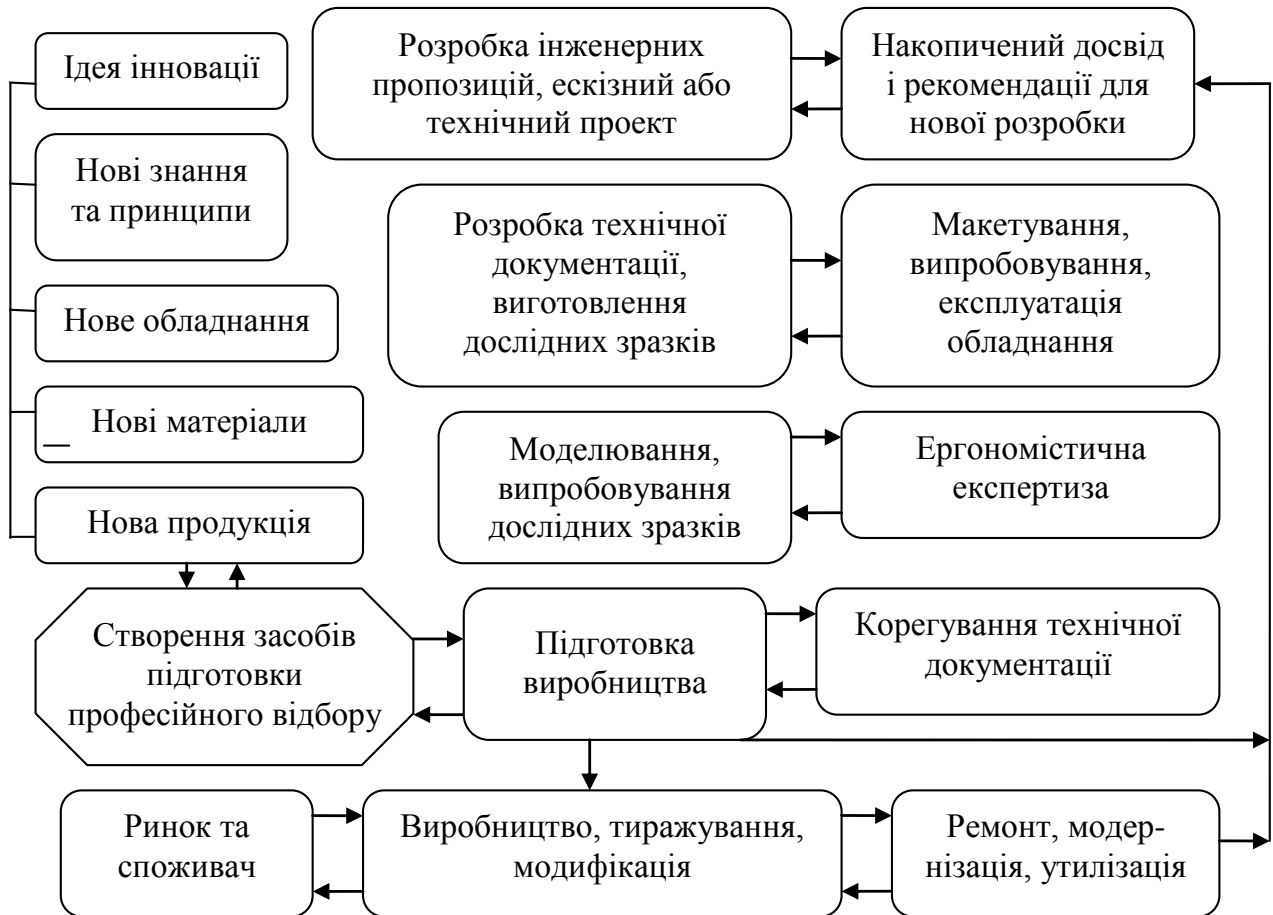 Ідея інновації
Нові знання
та принципи
Нове обладнання
Нові матеріали
Нова продукція
Розробка інженерних
пропозицій, ескізний або
технічний проект
Накопичений досвід
і рекомендації для
нової розробки
Розробка технічної
документації,
виготовлення
дослідних зразків
Макетування,
випробовування,
експлуатація
обладнання
Моделювання,
випробовування
дослідних зразків
Ергономістична
експертиза
Створення засобів
підготовки
професійного відбору
Підготовка
виробництва
Корегування технічної
документації
Ринок та
споживач
Виробництво, тиражування,
модифікація
Ремонт, модер-
нізація, утилізація